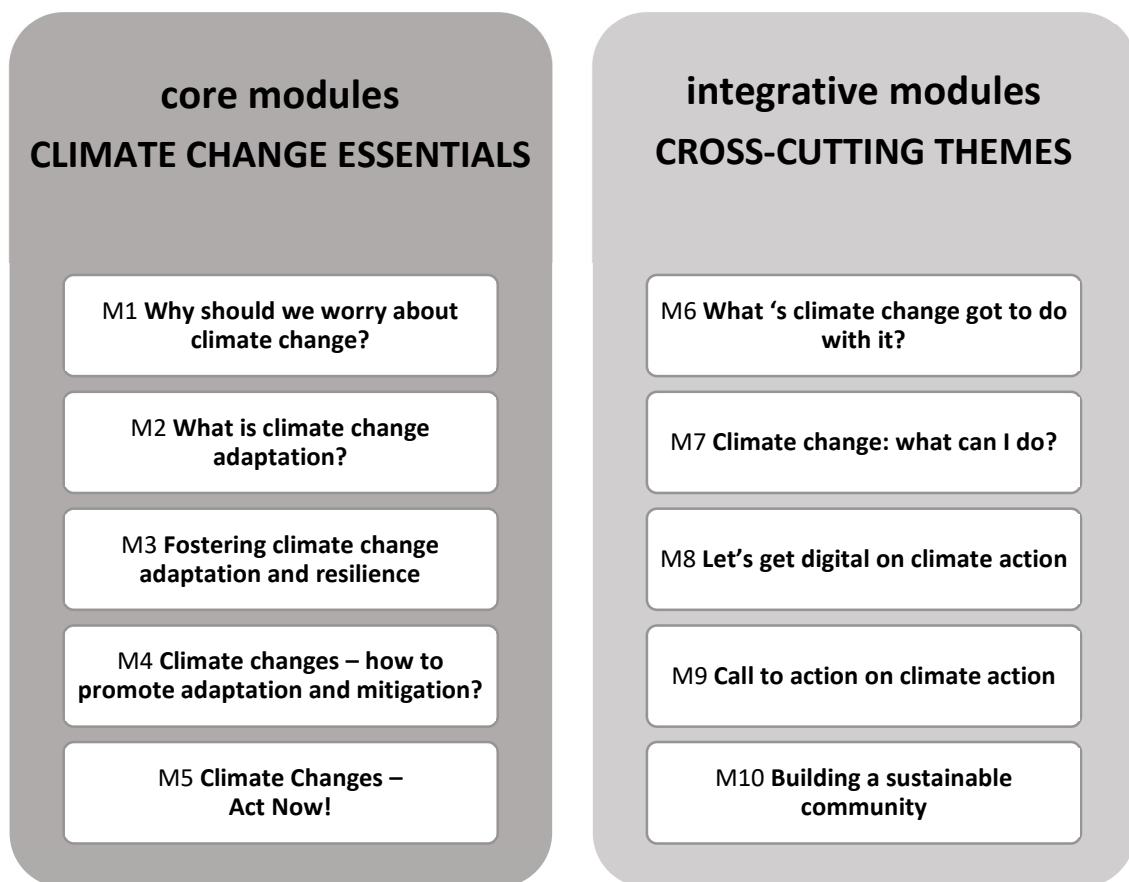 core modules
CLIMATE CHANGE ESSENTIALS
M1 Why should we worry about
climate change?
M2 What is climate change
adaptation?
M3 Fostering climate change
adaptation and resilience
M4 Climate changes – how to
promote adaptation and mitigation?
M5 Climate Changes –
Act Now!
integrative modules
CROSS-CUTTING THEMES
M6 What ‘s climate change got to do
with it?
M7 Climate change: what can I do?
M8 Let’s get digital on climate action
M9 Call to action on climate action
M10 Building a sustainable
community